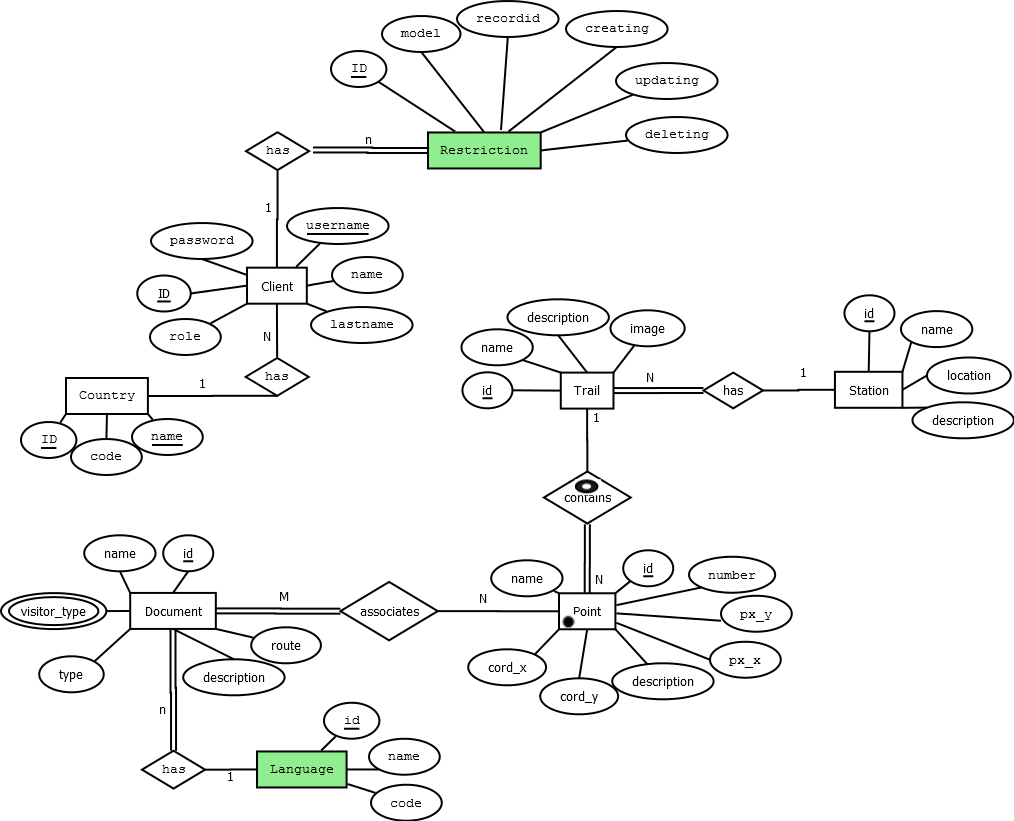 recordid
creating
model
ID
updating
deleting
Restriction
n
has
1
username
password
name
Client
ID
lastname
role
N
has
1
Country
ID
name
code
description
image
name
id
Trail
N
has
1
Station
id
name
location
description
1
contains
N
name
id
number
px_y
px_x
Point
cord_x
cord_y
description
N
associates
M
name
id
visitor_type
Document
type
route
description
n
has
1
Language
id
name
code